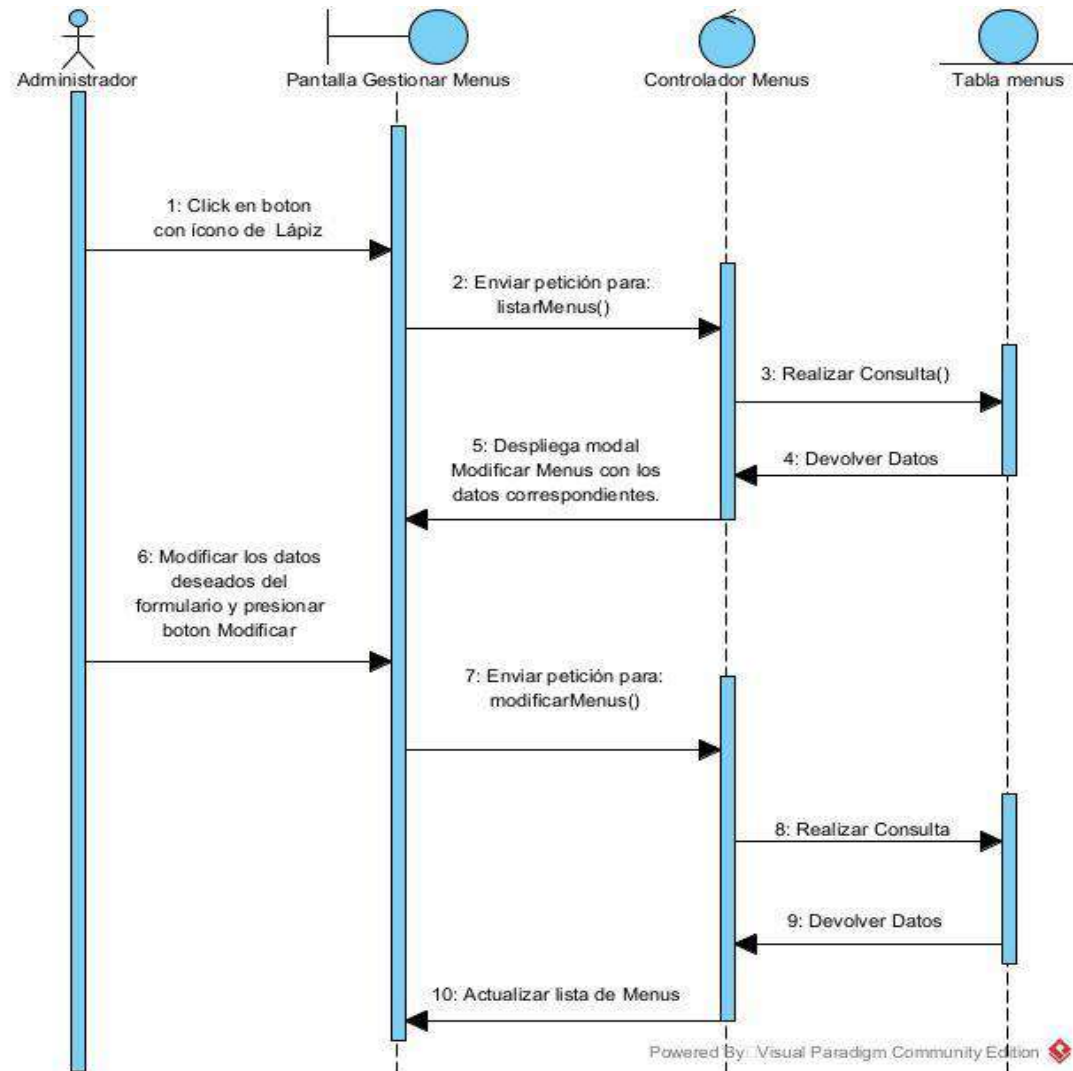 Administrador
Pantalla Gestionar Menus
Controlador Menus
Tabla menus
1: Click en boton
con ícono de Lápiz
2: Enviar petición para:
listarMenus()
3: Realizar Consulta()
4: Devolver Datos
5: Despliega modal
Modificar Menus con los
datos correspondientes.
6: Modificar los datos
deseados del
formulario y presionar
boton Modificar
7: Enviar petición para:
modificarMenus()
8: Realizar Consulta
9: Devolver Datos
10: Actualizar lista de Menus
Powered By: Visual Paradigm Community Edition